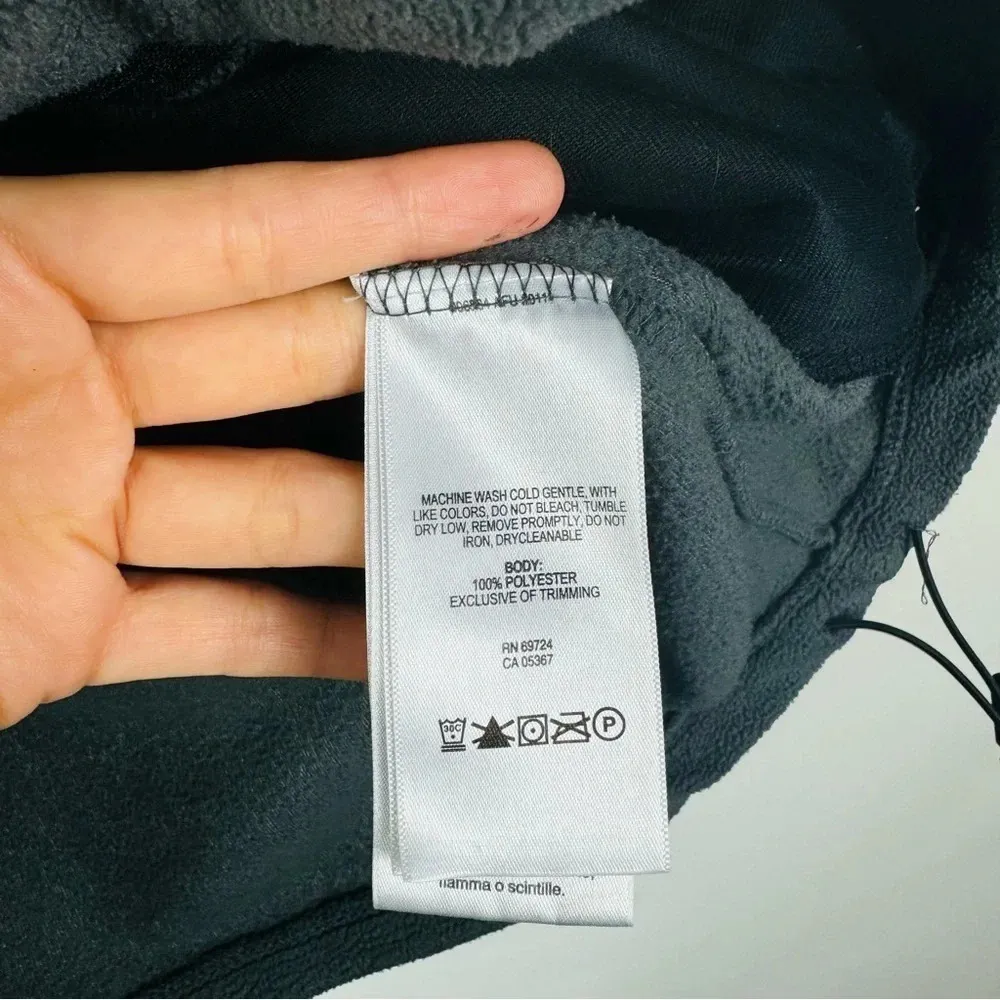 MACHINE WASH COLD GENTLE, WITH
LIKE COLORS, DO NOT BLEACH, TUMBLE
DRY LOW, REMOVE PROMPTLY, DO NOT
IRON, DRYCLEANABLE
BODY:
100% POLYESTER
EXCLUSIVE OF TRIMMING
RN 69724
CA 05367
30C P
fiamma o scintille.